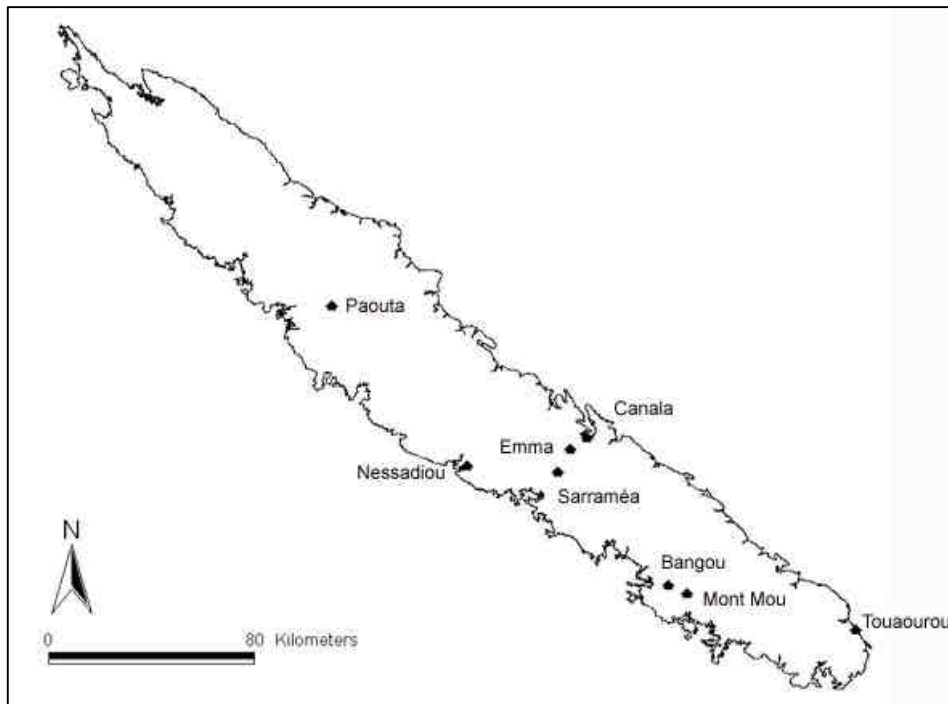 Paouta
Canala
Emma
Nessadiou
Sarraméa
Bangou
Mont Mou
Touaourou
N
0 80 Kilometers